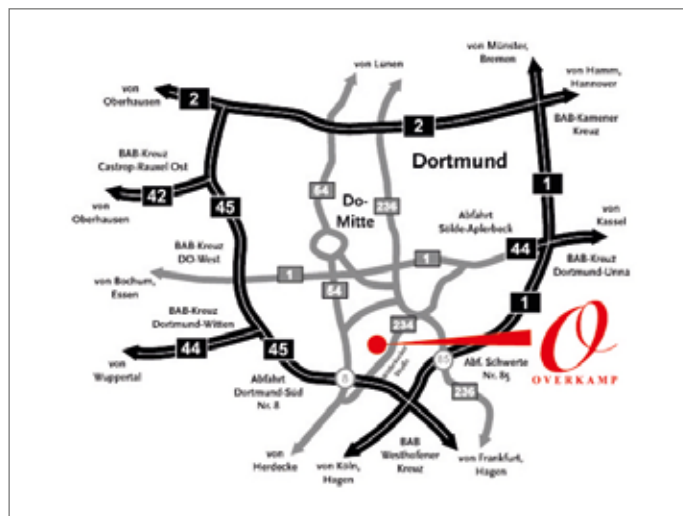 von Lunen
von Münster,
Bremen
von
Oberhausen
von Hamm,
Hannover
2
2
BAB-Kamener
Kreuz
BAB-Kreuz
Castrop-Rauxel Ost
Dortmund
42
45
54
Do-
Mitte
236
1
von
Oberhausen
Abfahrt
Sölde-Aplerbeck
von
Kassel
BAB-Kreuz
DO-West
44
von Bochum,
Essen
1
1
BAB-Kreuz
Dortmund-Unna
54
1
BAB-Kreuz
Dortmund-Witten
234
44
45
85
Abf. Schwerte
Nr. 85
OVERKAMP
von
Wuppertal
Abfahrt
Dortmund-Süd
Nr. 8
8
236
von
Herdecke
von Köln,
Hagen
BAB
Westhofener
Kreuz
von Frankfurt,
Hagen